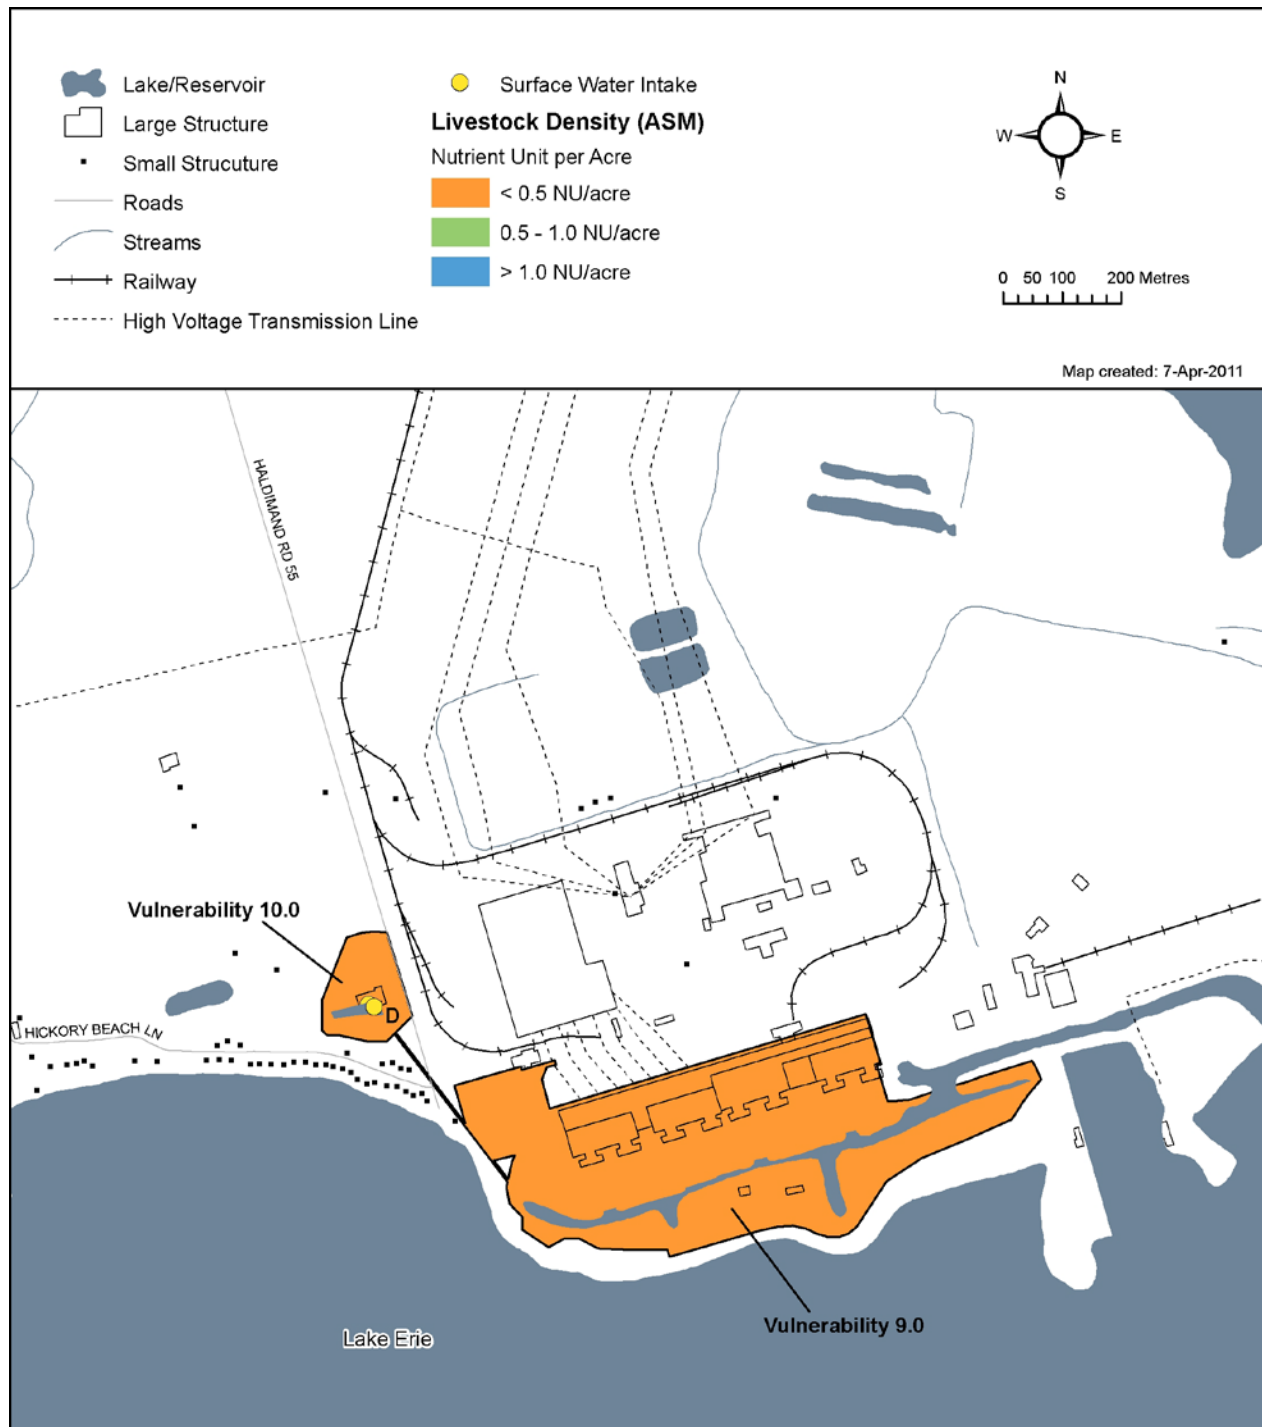 Lake/Reservoir
Large Structure
Small Strucuture
Roads
Streams
Railway
High Voltage Transmission Line
Surface Water Intake
Livestock Density (ASM)
Nutrient Unit per Acre
< 0.5 NU/acre
0.5 - 1.0 NU/acre
> 1.0 NU/acre
N
W E
S
0 50 100 200 Metres
Map created: 7-Apr-2011
HALDIMAND RD 55
Vulnerability 10.0
D
HICKORY BEACH LN
Vulnerability 9.0
Lake Erie